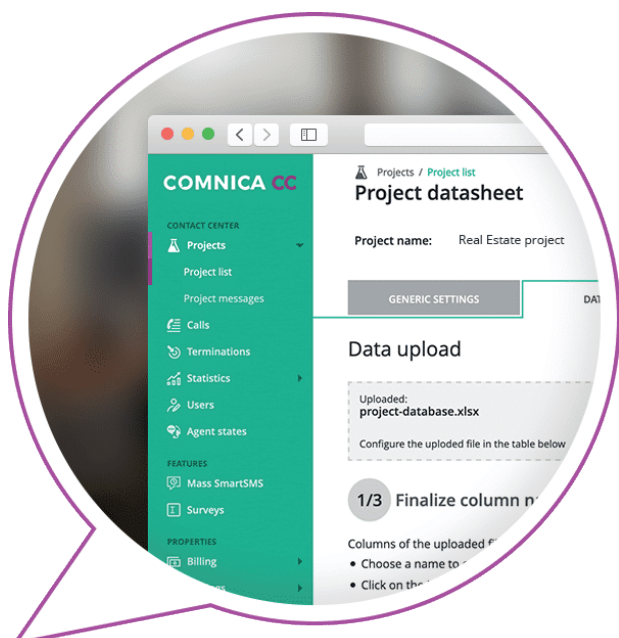 COMNICA CC
CONTACT CENTER
Projects
Project list
Project messages
Calls
Terminations
Statistics
Users
Agent states
FEATURES
Mass SmartSMS
Surveys
PROPERTIES
Billing
Projects / Project list
Project datasheet
Project name: Real Estate project
GENERIC SETTINGS
DAT
Data upload
Uploaded:
project-database.xlsx
Configure the uploded file in the table below
1/3 Finalize column
Columns of the uploaded
• Choose a name to
• Click on the